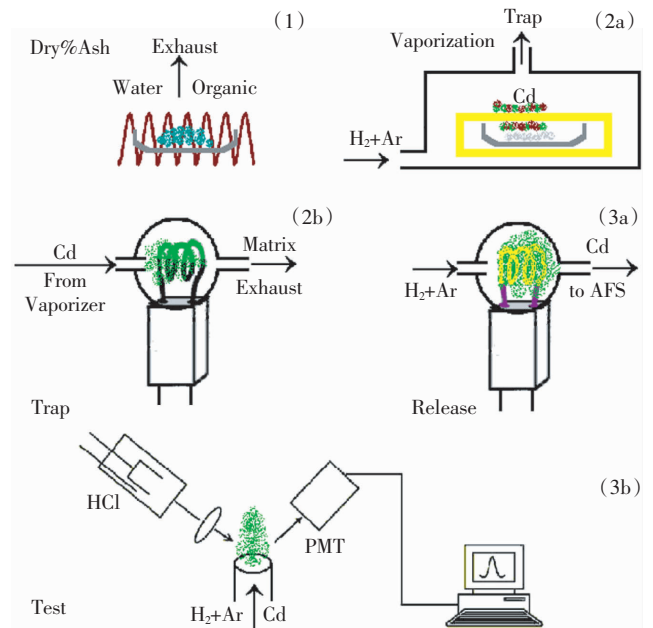 (1)
Dry%Ash
Exhaust
Water
Organic
(2a)
Trap
Vaporization
Cd
H₂+Ar
(2b)
Cd
From
Vaporizer
Matrix
Exhaust
Trap
(3a)
H₂+Ar
Cd
to AFS
Release
(3b)
HCl
PMT
H₂+Ar
Cd
Test